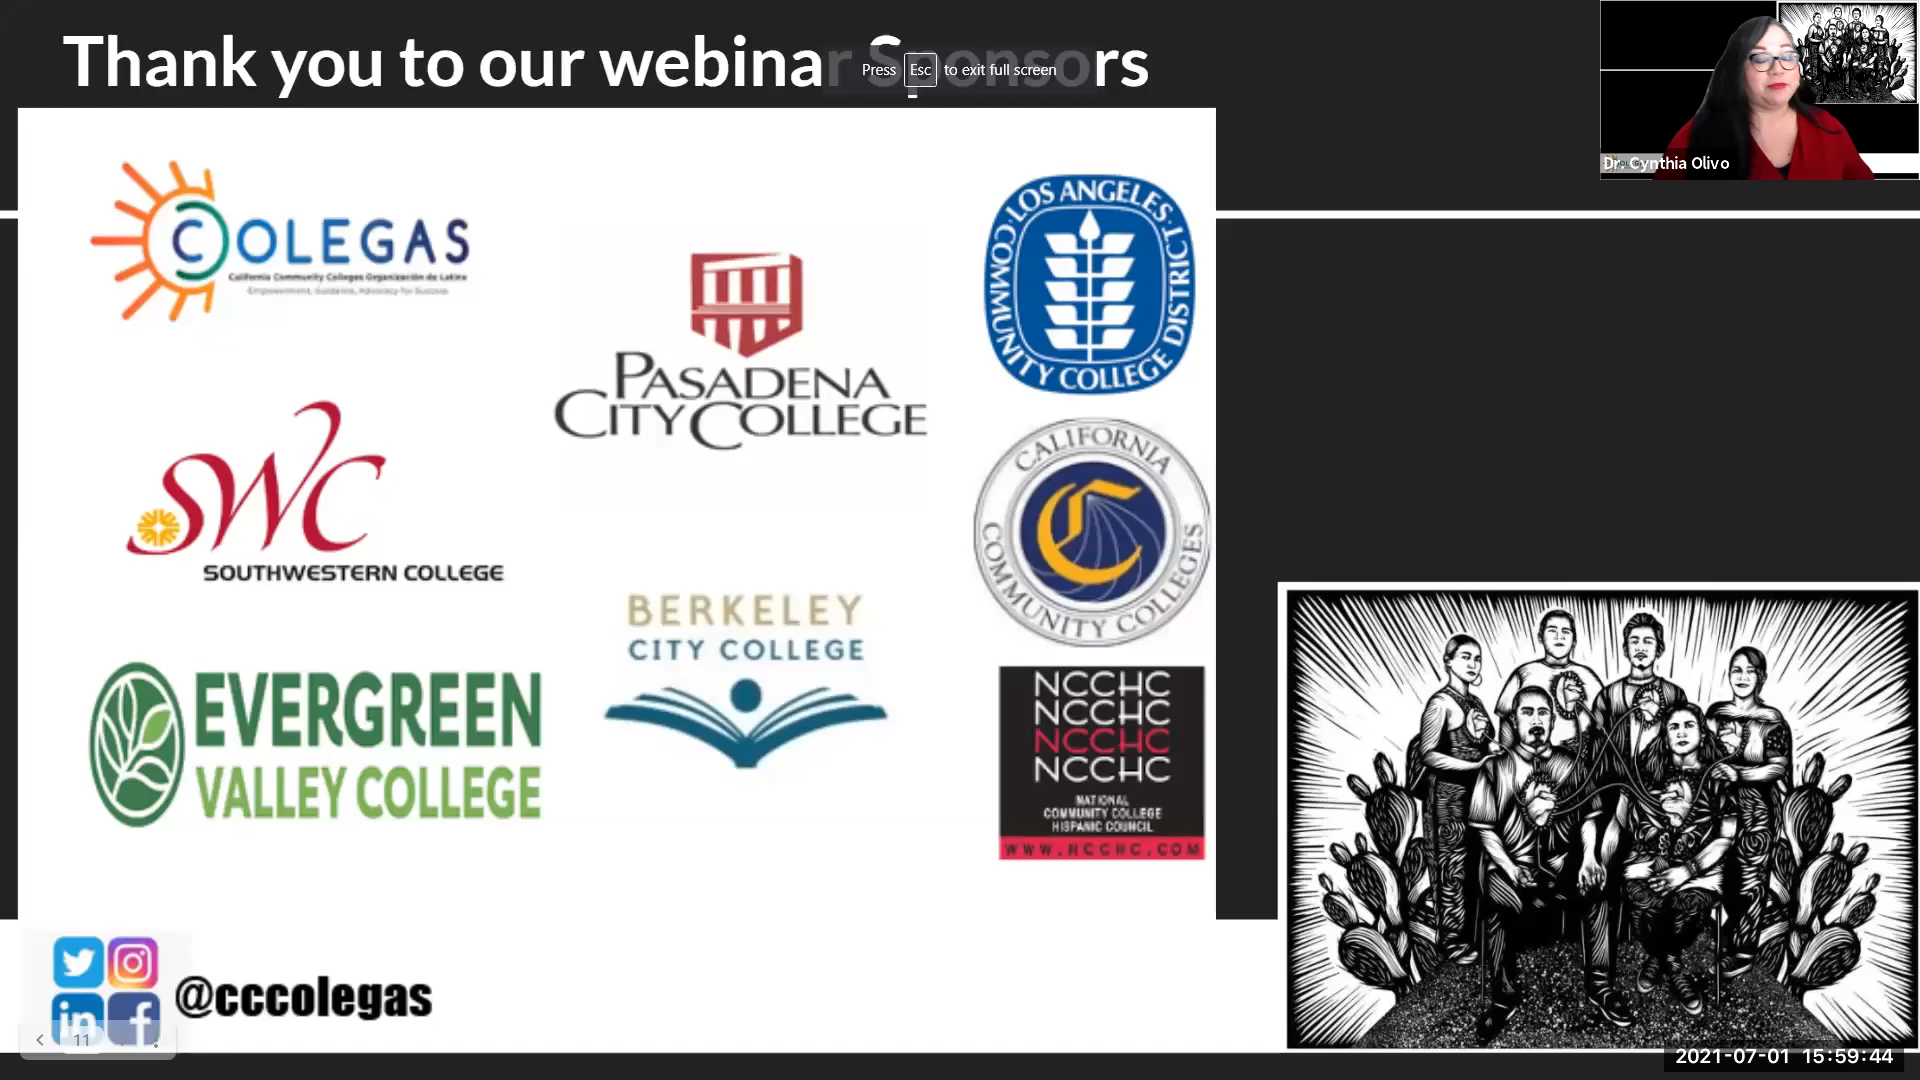 Thank you to our webinar Sponsors
Press Esc to exit full screen
Dr. Cynthia Olivo
COLEGAS
California Community Colleges Organización de Latinx
Empowerment, Guidance, Advocacy for Success
LOS ANGELES COMMUNITY COLLEGE DISTRICT
PASADENA
CITY COLLEGE
SWC
SOUTHWESTERN COLLEGE
CALIFORNIA COMMUNITY COLLEGES
C
BERKELEY
CITY COLLEGE
EVERGREEN
VALLEY COLLEGE
NCCHC
NCCHC
NCCHC
NCCHC
NATIONAL
COMMUNITY COLLEGE
HISPANIC COUNCIL
WWW.NCCHC.COM
in f
@cccolegas
11
2021-07-01 15:59:44